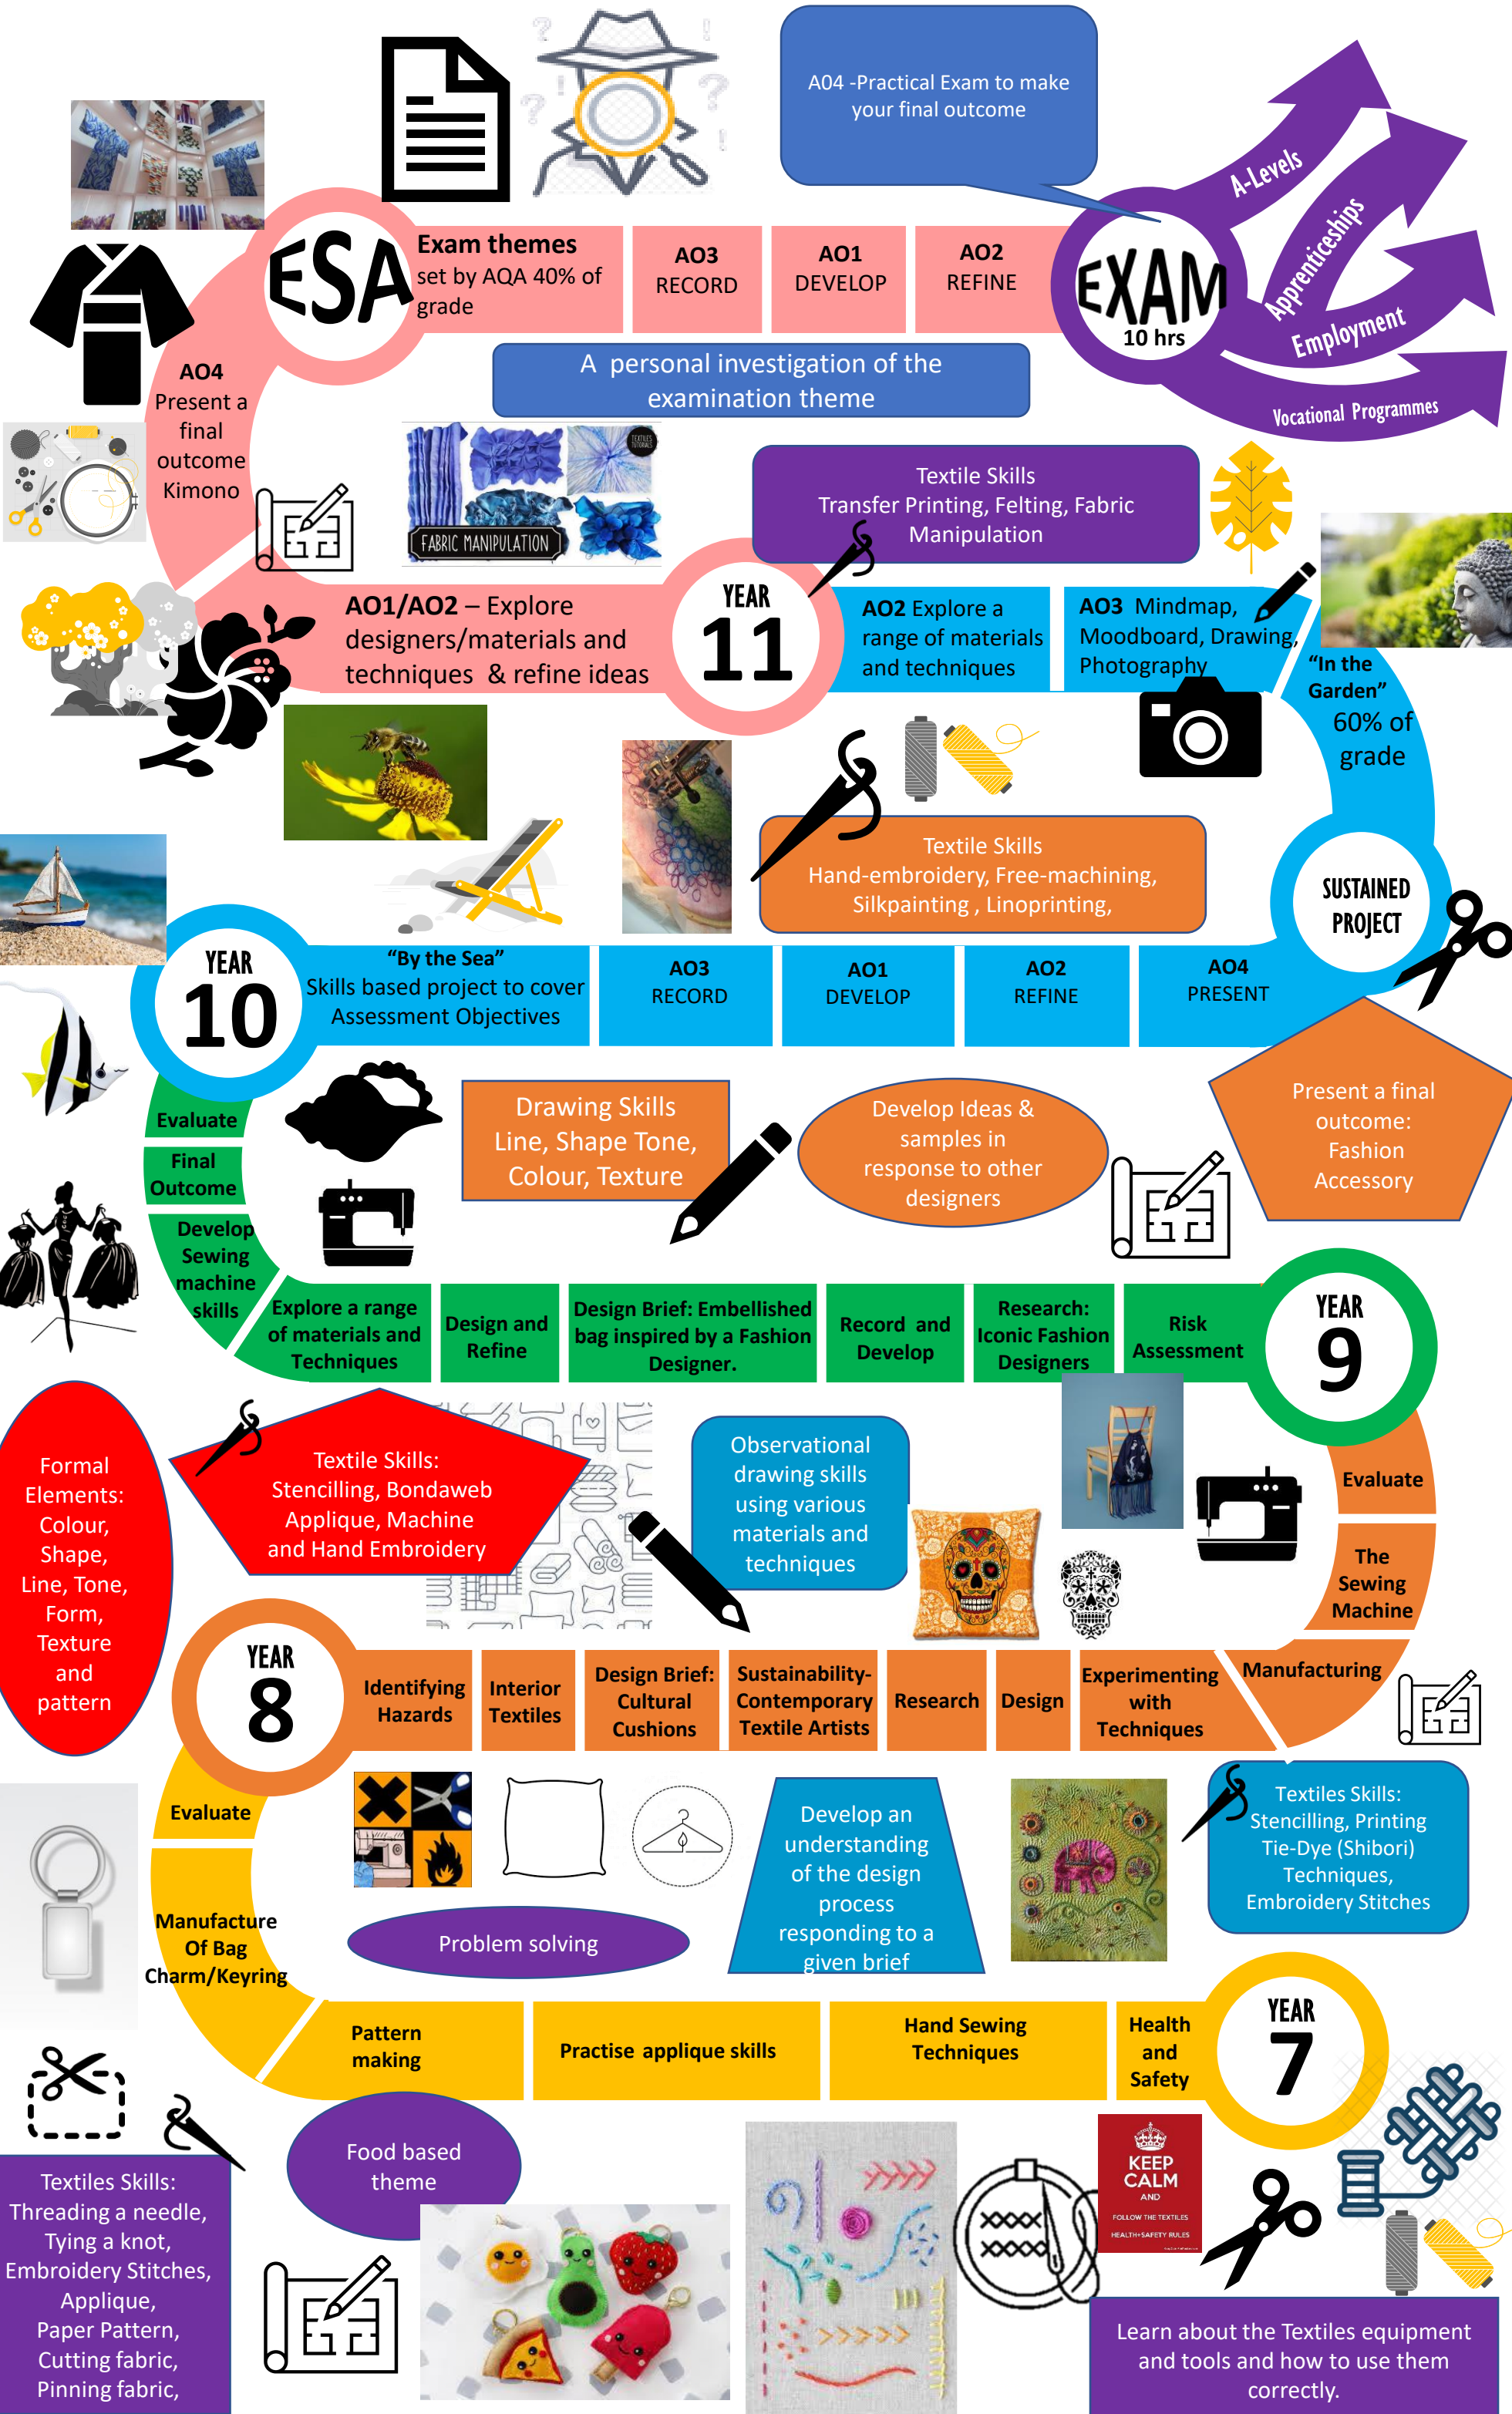 A04 -Practical Exam to make
your final outcome
A-Levels
Apprenticeships
Employment
Vocational Programmes
ESA
Exam themes
set by AQA 40% of
grade
AO3
RECORD
AO1
DEVELOP
AO2
REFINE
EXAM
10 hrs
A personal investigation of the
examination theme
AO4
Present a
final
outcome
Kimono
TEXTILES
TUTORIALS
FABRIC MANIPULATION
Textile Skills
Transfer Printing, Felting, Fabric
Manipulation
AO1/AO2 – Explore
designers/materials and
techniques & refine ideas
YEAR
11
AO2 Explore a
range of materials
and techniques
AO3 Mindmap,
Moodboard, Drawing,
Photography
"In the
Garden"
60% of
grade
Textile Skills
Hand-embroidery, Free-machining,
Silkpainting , Linoprinting,
SUSTAINED
PROJECT
YEAR
10
"By the Sea"
Skills based project to cover
Assessment Objectives
AO3
RECORD
AO1
DEVELOP
AO2
REFINE
AO4
PRESENT
Evaluate
Final
Outcome
Develop
Sewing
machine
skills
Drawing Skills
Line, Shape Tone,
Colour, Texture
Develop Ideas &
samples in
response to other
designers
Present a final
outcome:
Fashion
Accessory
Explore a range
of materials and
Techniques
Design and
Refine
Design Brief: Embellished
bag inspired by a Fashion
Designer.
Record and
Develop
Research:
Iconic Fashion
Designers
Risk
Assessment
YEAR
9
Formal
Elements:
Colour,
Shape,
Line, Tone,
Form,
Texture
and
pattern
Textile Skills:
Stencilling, Bondaweb
Applique, Machine
and Hand Embroidery
Observational
drawing skills
using various
materials and
techniques
Evaluate
The
Sewing
Machine
Manufacturing
YEAR
8
Identifying
Hazards
Interior
Textiles
Design Brief:
Cultural
Cushions
Sustainability-
Contemporary
Textile Artists
Research
Design
Experimenting
with
Techniques
Evaluate
Manufacture
Of Bag
Charm/Keyring
Problem solving
Develop an
understanding
of the design
process
responding to a
given brief
Textiles Skills:
Stencilling, Printing
Tie-Dye (Shibori)
Techniques,
Embroidery Stitches
Pattern
making
Practise applique skills
Hand Sewing
Techniques
Health
and
Safety
YEAR
7
Food based
theme
Textiles Skills:
Threading a needle,
Tying a knot,
Embroidery Stitches,
Applique,
Paper Pattern,
Cutting fabric,
Pinning fabric,
KEEP
CALM
AND
FOLLOW THE TEXTILES
HEALTH+SAFETY RULES
Learn about the Textiles equipment
and tools and how to use them
correctly.